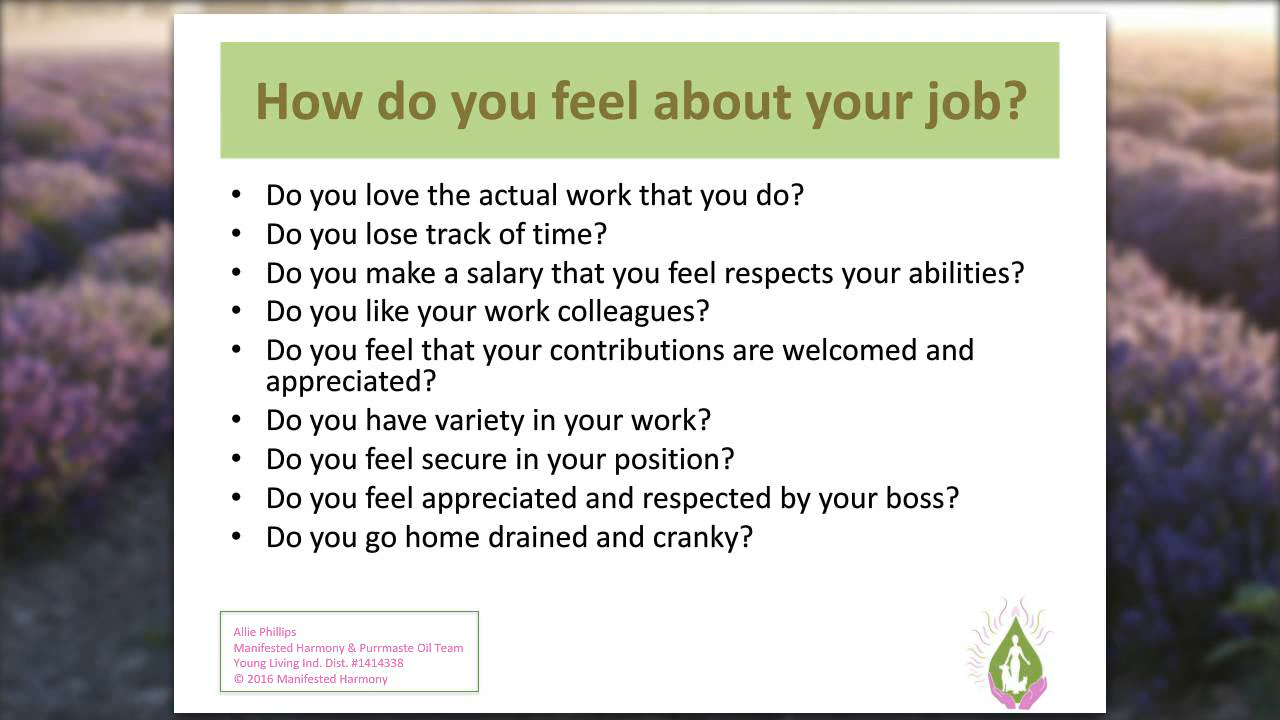 How do you feel about your job?
• Do you love the actual work that you do?
• Do you lose track of time?
• Do you make a salary that you feel respects your abilities?
• Do you like your work colleagues?
• Do you feel that your contributions are welcomed and
appreciated?
• Do you have variety in your work?
• Do you feel secure in your position?
• Do you feel appreciated and respected by your boss?
• Do you go home drained and cranky?
Allie Phillips
Manifested Harmony & Purrmaste Oil Team
Young Living Ind. Dist. #1414338
© 2016 Manifested Harmony